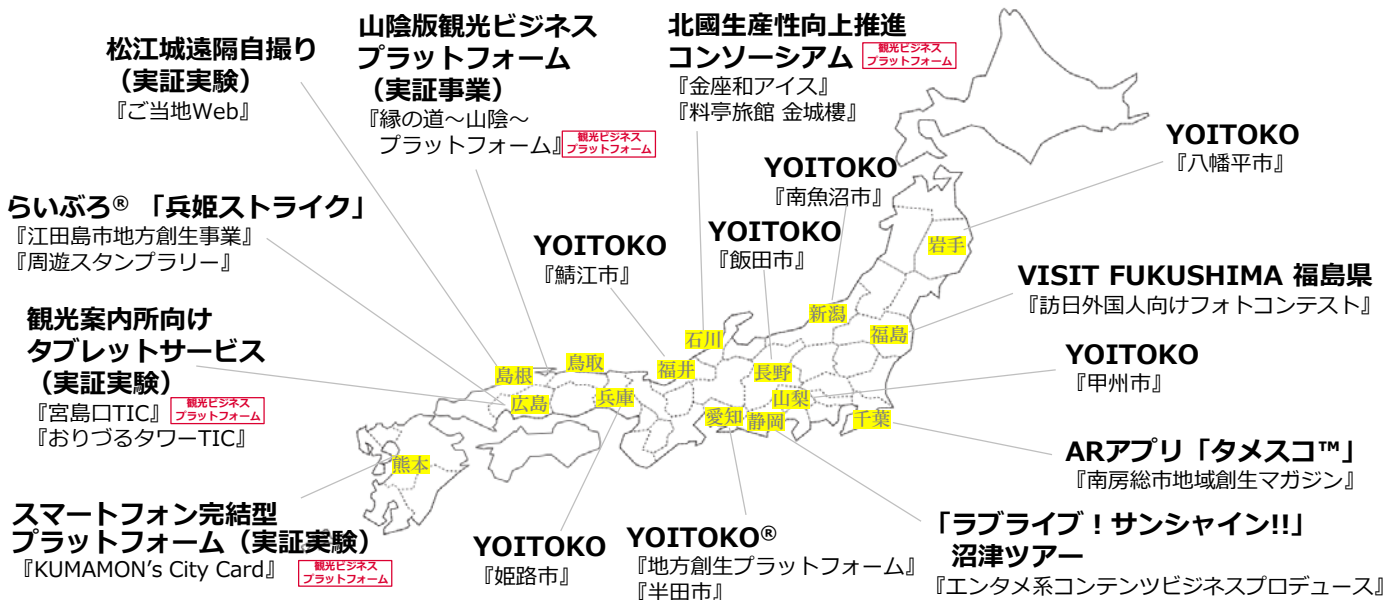 松江城遠隔自撮り
（実証実験）
『ご当地Web』
山陰版観光ビジネス
プラットフォーム
（実証事業）
『縁の道～山陰～
プラットフォーム』
観光ビジネス
プラットフォーム
北國生産性向上推進
コンソーシアム
観光ビジネス
プラットフォーム
『金座和アイス』
『料亭旅館 金城樓』
YOITOKO
『八幡平市』
YOITOKO
『南魚沼市』
らいぶろ® 「兵姫ストライク」
『江田島市地方創生事業』
『周遊スタンプラリー』
YOITOKO
『鯖江市』
YOITOKO
『飯田市』
VISIT FUKUSHIMA 福島県
『訪日外国人向けフォトコンテスト』
観光案内所向け
タブレットサービス
（実証実験）
『宮島口TIC』
観光ビジネス
プラットフォーム
『おりづるタワーTIC』
YOITOKO
『甲州市』
ARアプリ「タメスコ™」
『南房総市地域創生マガジン』
スマートフォン完結型
プラットフォーム（実証実験）
『KUMAMON's City Card』
観光ビジネス
プラットフォーム
YOITOKO
『姫路市』
YOITOKO®
『地方創生プラットフォーム』
『半田市』
「ラブライブ！サンシャイン!!」
沼津ツアー
『エンタメ系コンテンツビジネスプロデュース』
岩手
新潟
福島
石川
福井
長野
山梨
千葉
愛知
静岡
鳥取
島根
広島
兵庫
熊本